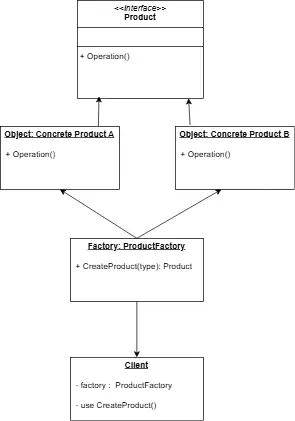 <<interface>>
Product
+ Operation()
Object: Concrete Product A
+ Operation()
Object: Concrete Product B
+ Operation()
Factory: ProductFactory
+ CreateProduct(type): Product
Client
- factory : ProductFactory
- use CreateProduct()